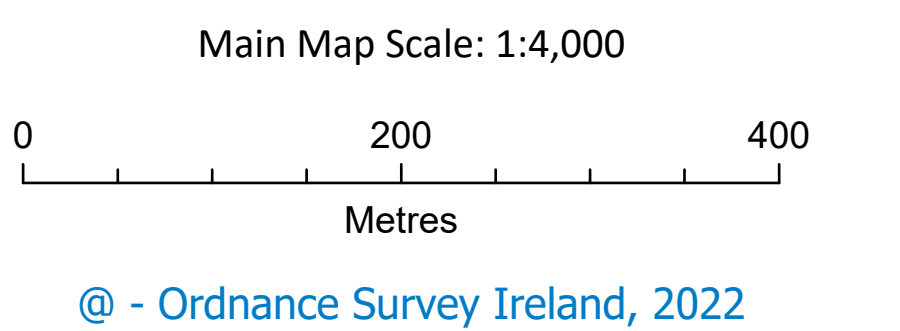 Main Map Scale: 1:4,000
0 200 400
Metres
@ - Ordnance Survey Ireland, 2022